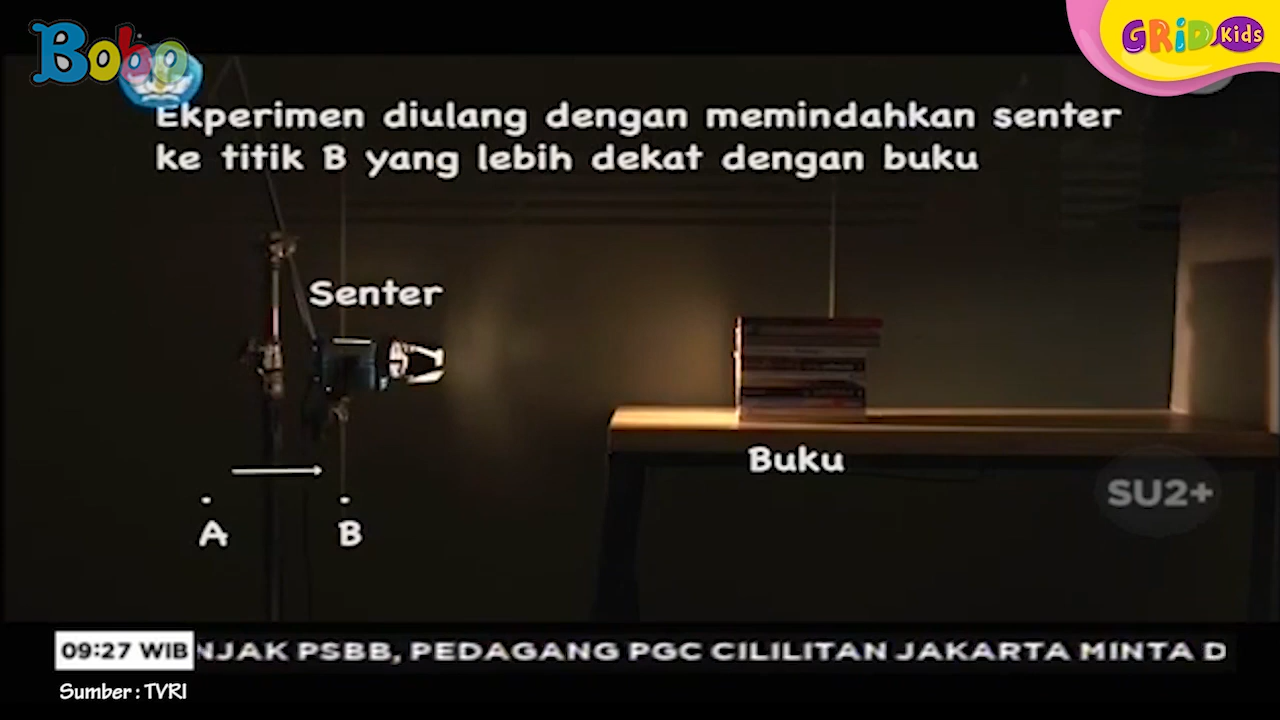 Bobo
GRiD Kids
Ekperimen diulang dengan memindahkan senter
ke titik B yang lebih dekat dengan buku
Senter
Buku
A
B
SU2+
09:27 WIB
NJAK PSBB, PEDAGANG PGC CILILITAN JAKARTA MINTA D
Sumber : TVRI